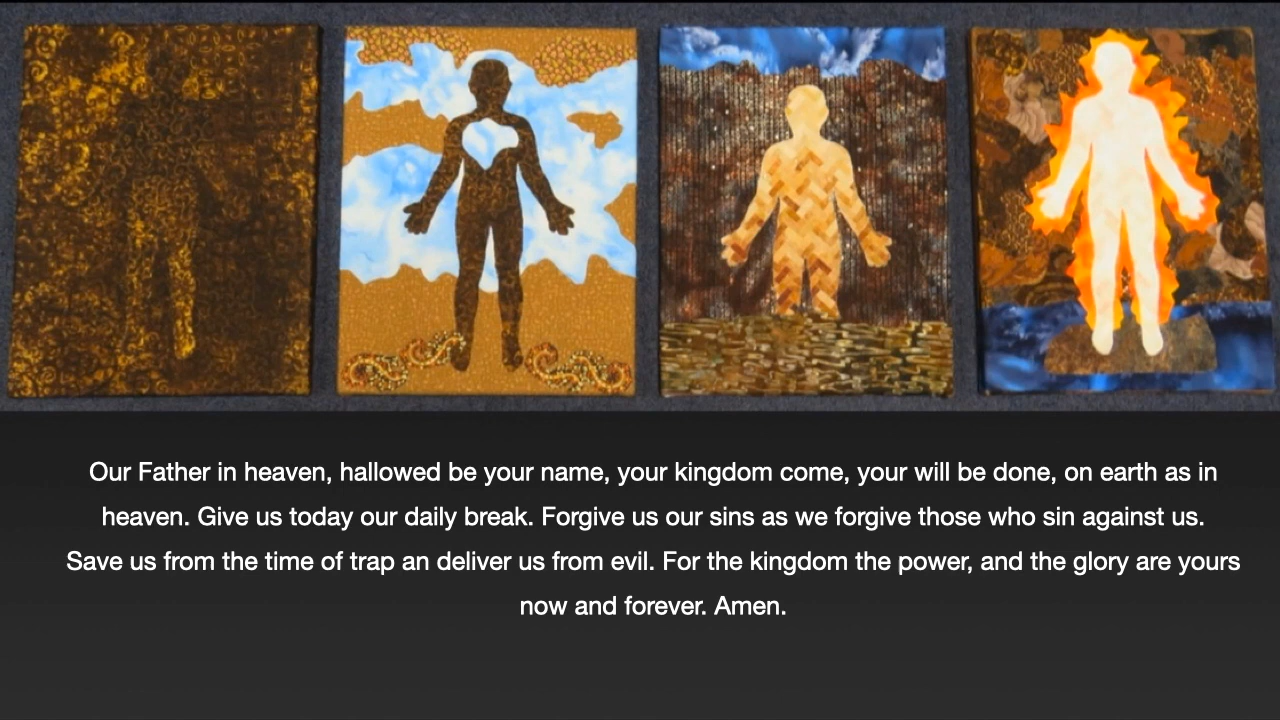 Our Father in heaven, hallowed be your name, your kingdom come, your will be done, on earth as in
heaven. Give us today our daily break. Forgive us our sins as we forgive those who sin against us.
Save us from the time of trap an deliver us from evil. For the kingdom the power, and the glory are yours
now and forever. Amen.